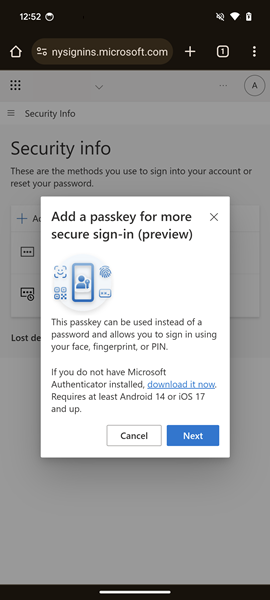 12:52
nysignins.microsoft.com
1
A
Security Info
Security info
These are the methods you use to sign into your account or
reset your password.
Add a passkey for more
secure sign-in (preview)
This passkey can be used instead of a
password and allows you to sign in using
your face, fingerprint, or PIN.
If you do not have Microsoft
Authenticator installed, download it now.
Requires at least Android 14 or iOS 17
and up.
Cancel
Next
Lost de